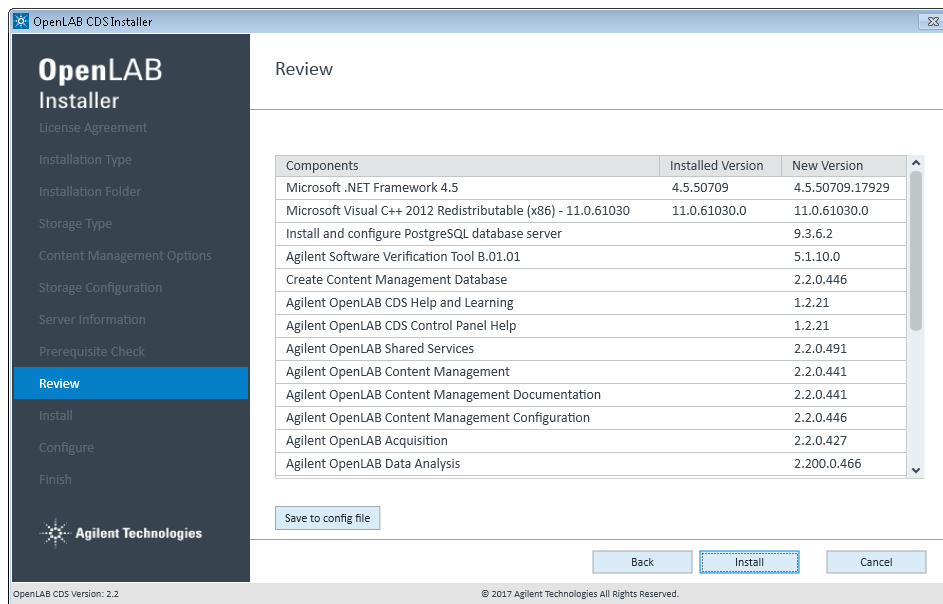 OpenLAB CDS Installer
OpenLAB
Installer
License Agreement
Installation Type
Installation Folder
Storage Type
Content Management Options
Storage Configuration
Server Information
Prerequisite Check
Review
Install
Configure
Finish
Agilent Technologies
Review
Components Installed Version New Version
Microsoft .NET Framework 4.5 4.5.50709 4.5.50709.17929
Microsoft Visual C++ 2012 Redistributable (x86) - 11.0.61030 11.0.61030.0 11.0.61030.0
Install and configure PostgreSQL database server 9.3.6.2
Agilent Software Verification Tool B.01.01 5.1.10.0
Create Content Management Database 2.2.0.446
Agilent OpenLAB CDS Help and Learning 1.2.21
Agilent OpenLAB CDS Control Panel Help 1.2.21
Agilent OpenLAB Shared Services 2.2.0.491
Agilent OpenLAB Content Management 2.2.0.441
Agilent OpenLAB Content Management Documentation 2.2.0.441
Agilent OpenLAB Content Management Configuration 2.2.0.446
Agilent OpenLAB Acquisition 2.2.0.427
Agilent OpenLAB Data Analysis 2.200.0.466
Save to config file
Back Install Cancel
OpenLAB CDS Version: 2.2 © 2017 Agilent Technologies All Rights Reserved.